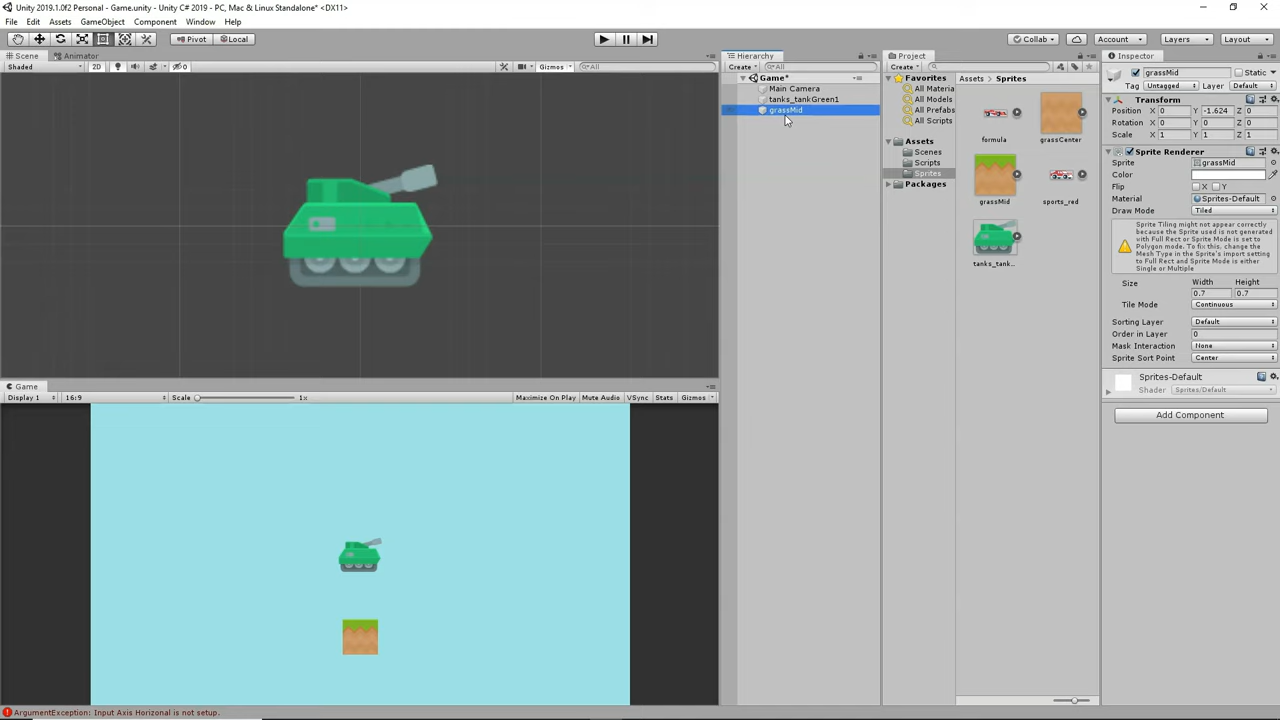 Unity 2019.1.0f2 Personal - Game.unity - PC, Mac & Linux Standalone* <DX11>
File Edit Assets GameObject Component Window Help
Pivot Local Collab Account Layers Layout
Scene Animator
Shaded 2D 0 Gizmos All
Hierarchy
Create All
Game*
Main Camera
tanks_tankGreen1
grassMid
Project
Create
Favorites
All Materia
All Models
All Prefabs
All Scripts
Assets
Scenes
Scripts
Sprites
Packages
Assets Sprites
formula grassCenter
grassMid sports_red
tanks_tank..
Inspector
grassMid Static
Tag Untagged Layer Default
Transform
Position X 0 Y -1.624 Z 0
Rotation X 0 Y 0 Z 0
Scale X 1 Y 1 Z 1
Sprite Renderer
Sprite grassMid
Color
Flip X Y
Material Sprites-Default
Draw Mode Tiled
Sprite Tiling might not appear correctly
because the Sprite used is not generated
with Full Rect or Sprite Mode is set to
Polygon mode. To fix this, change the
Mesh Type in the Sprite's import setting
to Full Rect and Sprite Mode is either
Single or Multiple
Width Height
Size
0.7 0.7
Tile Mode Continuous
Sorting Layer Default
Order in Layer 0
Mask Interaction None
Sprite Sort Point Center
Sprites-Default
Shader Sprites/Default
Add Component
Game
Display 1 16:9 Scale 1x Maximize On Play Mute Audio VSync Stats Gizmos
ArgumentException: Input Axis Horizonal is not setup.